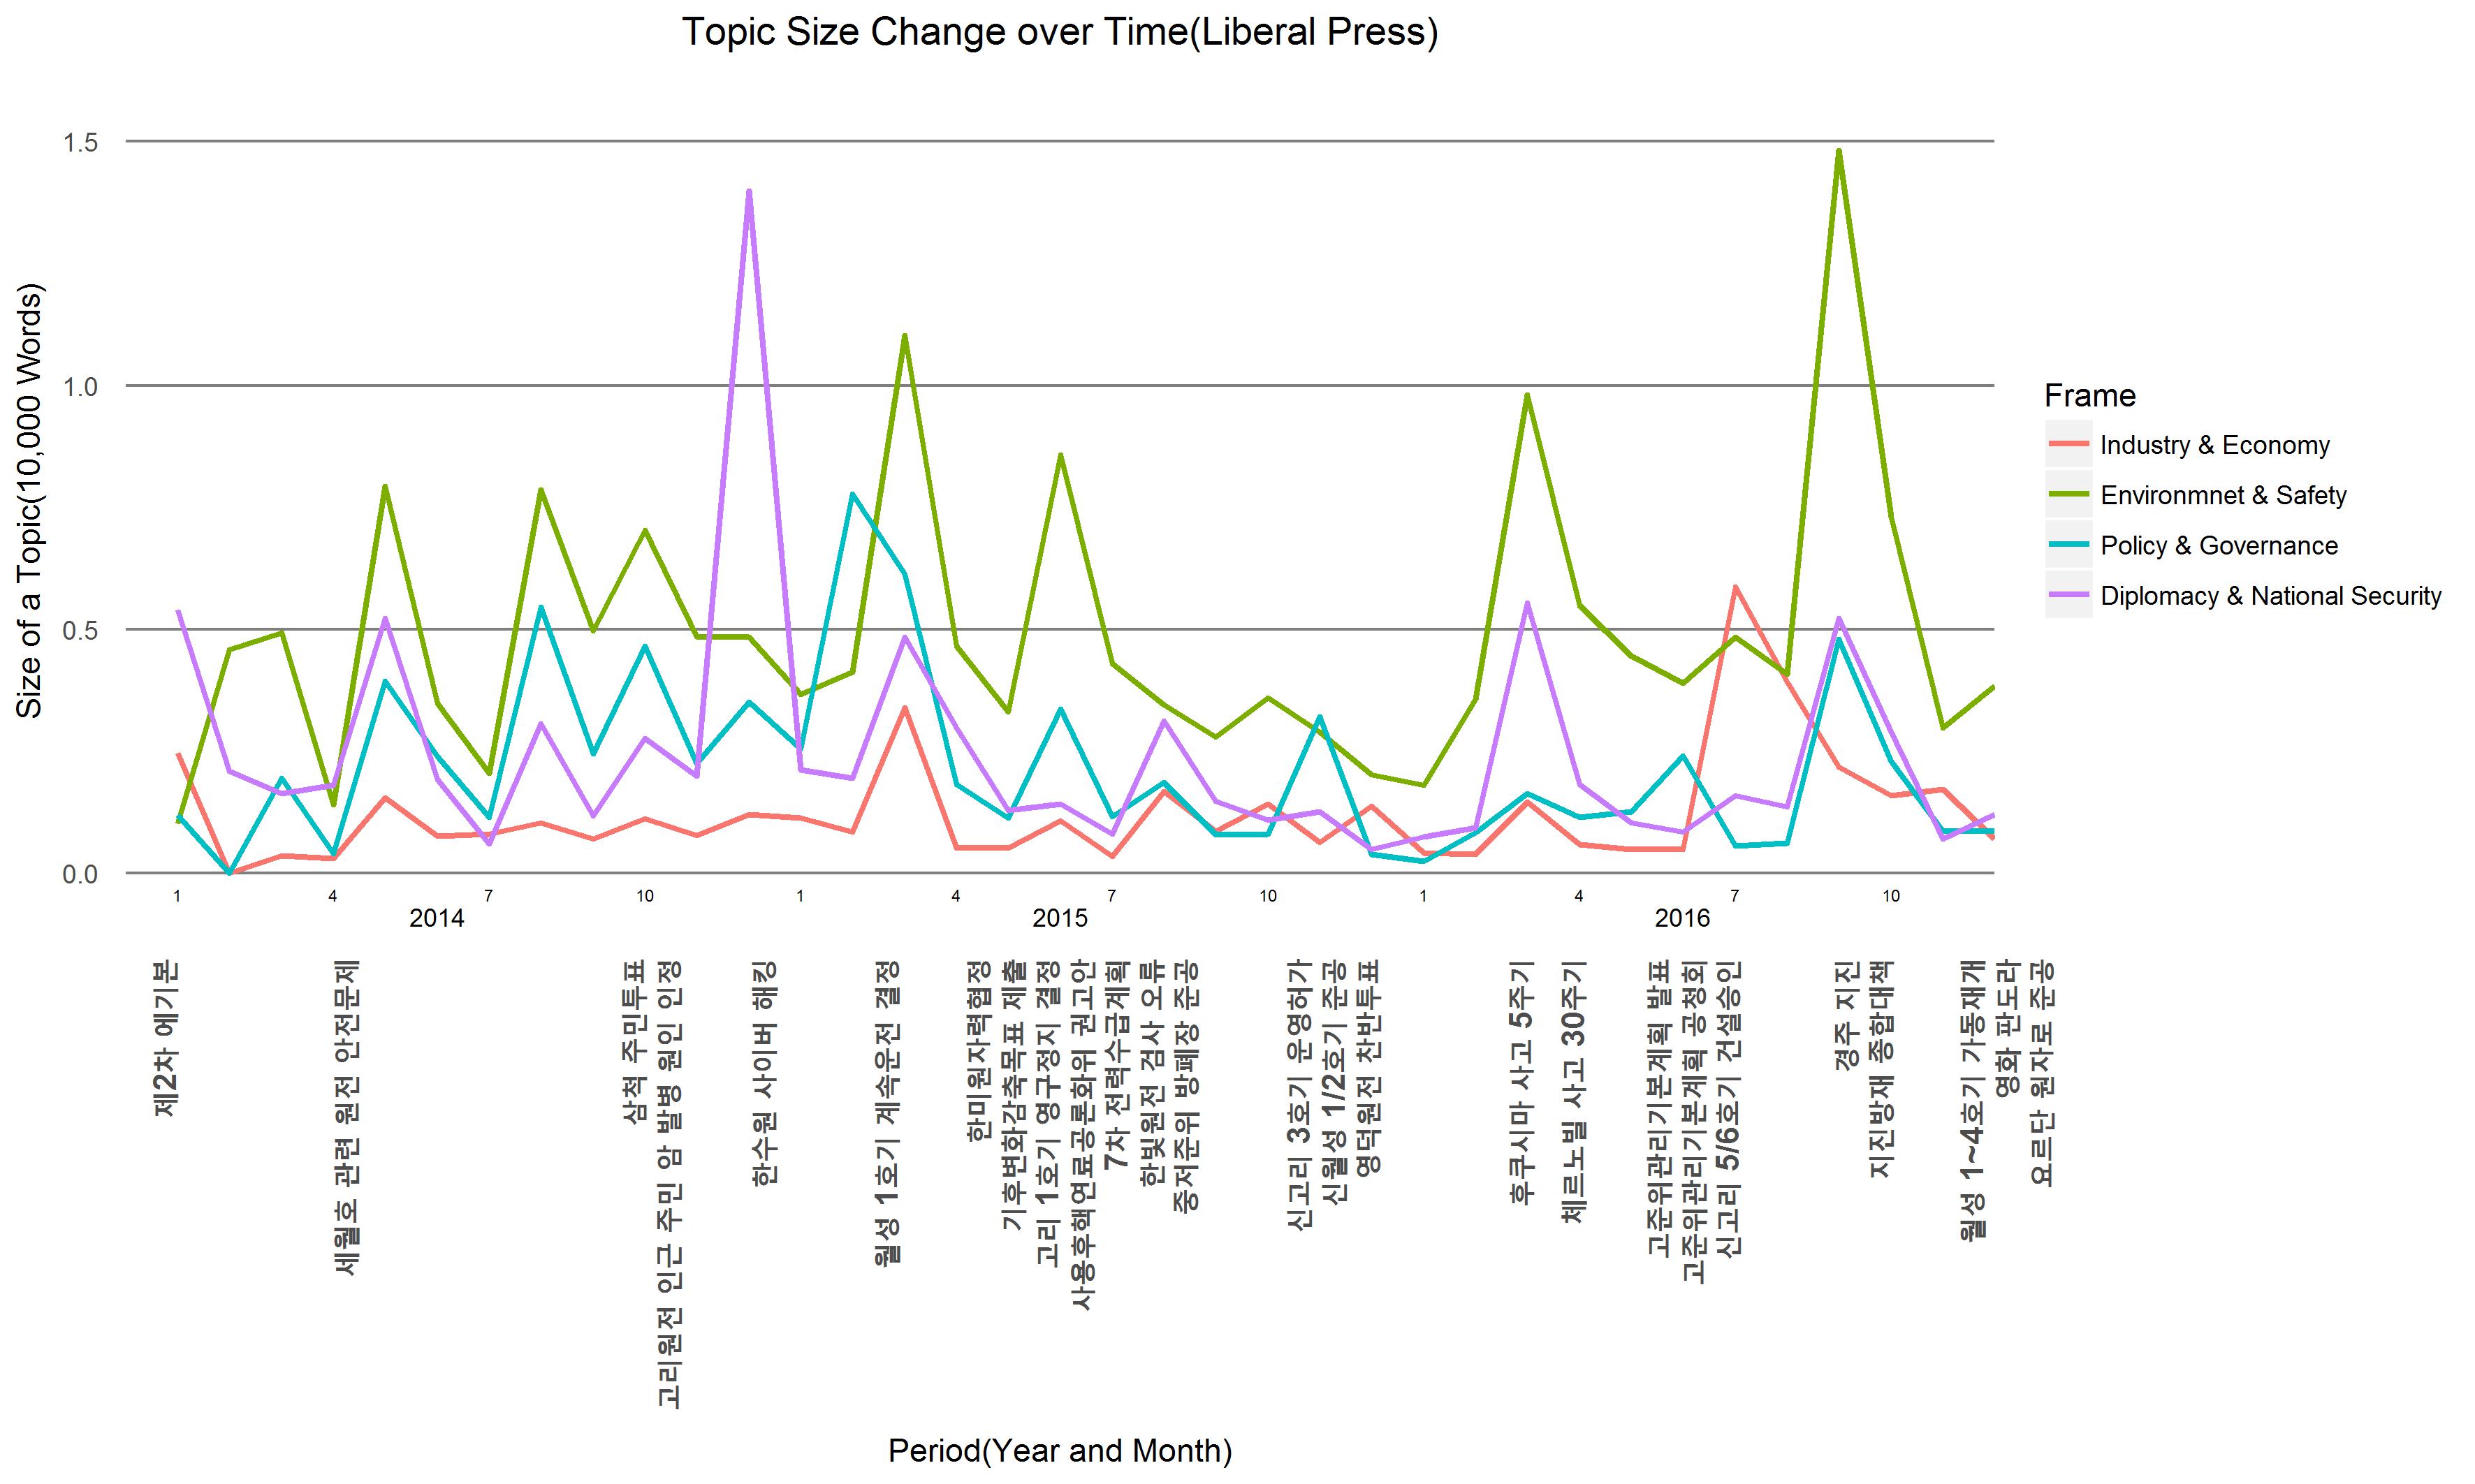 Topic Size Change over Time(Liberal Press)
Size of a Topic(10,000 Words)
1.5
1.0
0.5
0.0
1
4
7
10
1
4
7
10
1
4
7
10
2014
2015
2016
제2차 에기본
세월호 관련 원전 안전문제
삼척 주민투표
고리원전 인근 주민 암 발병 원인 인정
한수원 사이버 해킹
월성 1호기 계속운전 결정
한미원자력협정
기후변화감축목표 제출
고리 1호기 영구정지 결정
사용후핵연료공론화위 권고안
7차 전력수급계획
한빛원전 검사 오류
중저준위 방폐장 준공
신고리 3호기 운영허가
신월성 1/2호기 준공
영덕원전 찬반투표
후쿠시마 사고 5주기
체르노빌 사고 30주기
고준위관리기본계획 발표
고준위관리기본계획 공청회
신고리 5/6호기 건설승인
경주 지진
지진방재 종합대책
월성 1~4호기 가동재개
영화 판도라
요르단 원자로 준공
Period(Year and Month)
Frame
Industry & Economy
Environmnet & Safety
Policy & Governance
Diplomacy & National Security